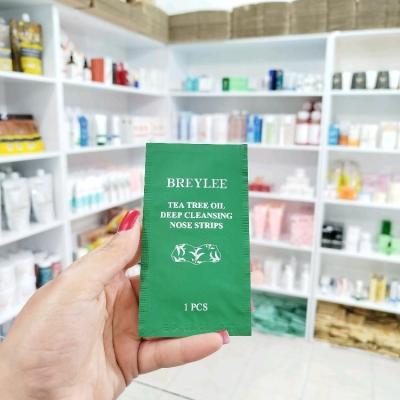 BREYLEE
TEA TREE OIL
DEEP CLEANSING
NOSE STRIPS
1 PCS